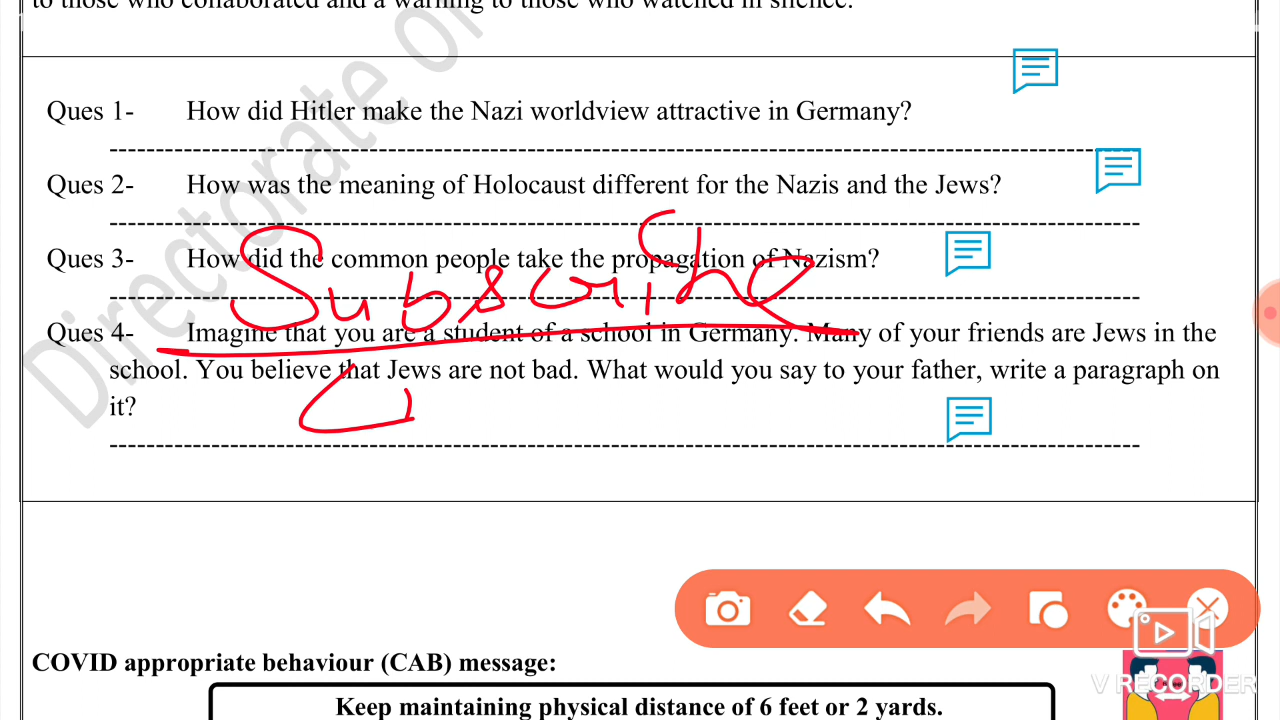 to those who collaborated and a warning to those who watched in silence.
Ques 1- How did Hitler make the Nazi worldview attractive in Germany?
Ques 2- How was the meaning of Holocaust different for the Nazis and the Jews?
Ques 3- How did the common people take the propagation of Nazism?
Subscribe
Ques 4- Imagine that you are a student of a school in Germany. Many of your friends are Jews in the
school. You believe that Jews are not bad. What would you say to your father, write a paragraph on
it?
Directorate of
COVID appropriate behaviour (CAB) message:
Keep maintaining physical distance of 6 feet or 2 yards.
V RECORDER